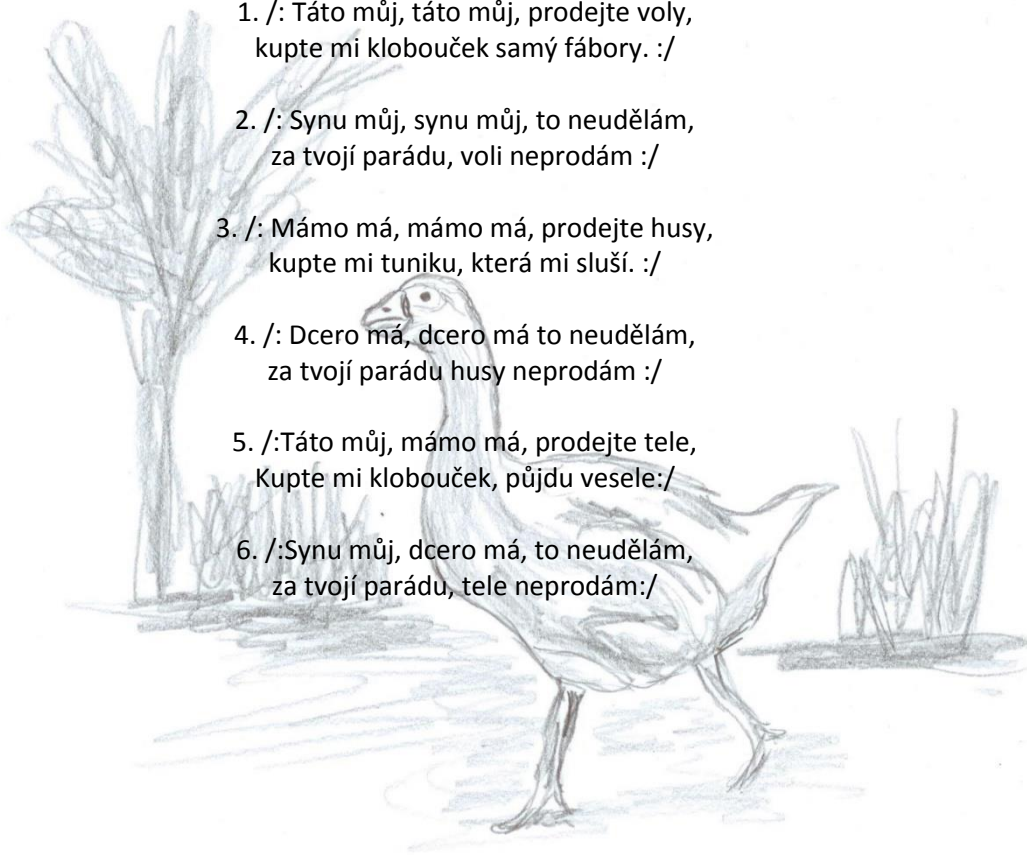 1. /: Táto můj, táto můj, prodejte voly,
kupte mi klobouček samý fábory. :/
2. /: Synu můj, synu můj, to neudělám,
za tvojí parádu, voli neprodám :/
3. /: Mámo má, mámo má, prodejte husy,
kupte mi tuniku, která mi sluší. :/
4. /: Dcero má, dcero má to neudělám,
za tvojí parádu husy neprodám :/
5. /:Táto můj, mámo má, prodejte tele,
Kupte mi klobouček, půjdu vesele:/
6. /:Synu můj, dcero má, to neudělám,
za tvojí parádu, tele neprodám:/